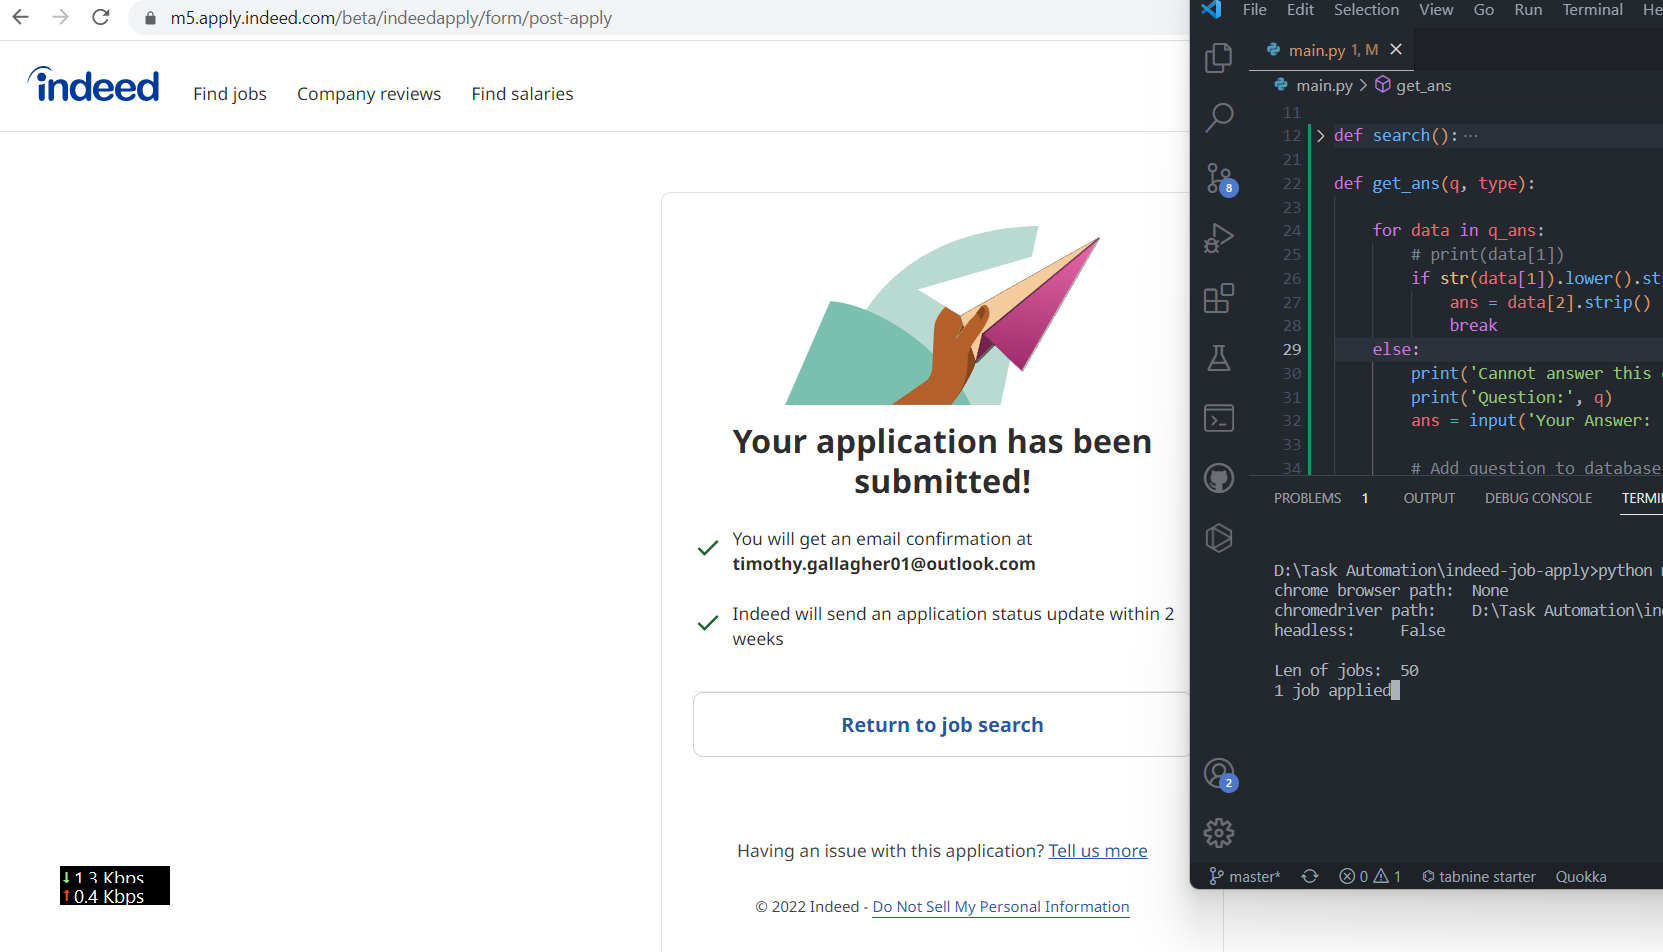 m5.apply.indeed.com/beta/indeedapply/form/post-apply
indeed
Find jobs Company reviews Find salaries
Your application has been
submitted!
You will get an email confirmation at
timothy.gallagher01@outlook.com
Indeed will send an application status update within 2
weeks
Return to job search
Having an issue with this application? Tell us more
© 2022 Indeed - Do Not Sell My Personal Information
↓ 1.3 Kbps
↑ 0.4 Kbps
File Edit Selection View Go Run Terminal He
main.py 1, M
main.py > get_ans
11
12 def search():···
21
22 def get_ans(q, type):
23
24 for data in q_ans:
25 # print(data[1])
26 if str(data[1]).lower().st
27 ans = data[2].strip()
28 break
29 else:
30 print('Cannot answer this
31 print('Question:', q)
32 ans = input('Your Answer:
33
34 # Add question to database
8
PROBLEMS 1 OUTPUT DEBUG CONSOLE TERMI
D:\Task Automation\indeed-job-apply>python
chrome browser path: None
chromedriver path: D:\Task Automation\in
headless: False
Len of jobs: 50
1 job applied
2
master* 0 1 tabnine starter Quokka